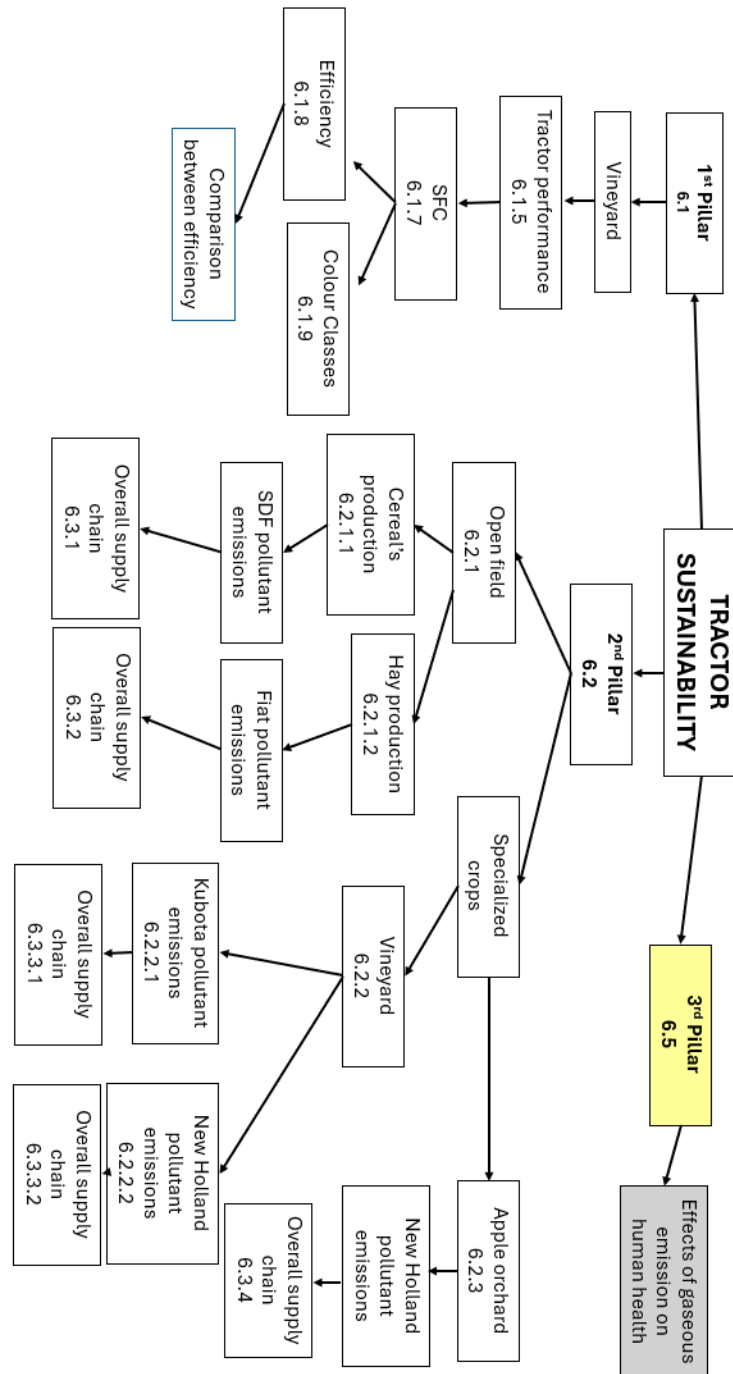 TRACTOR
SUSTAINABILITY
1st Pillar
6.1
Vineyard
Tractor performance
6.1.5
SFC
6.1.7
Efficiency
6.1.8
Colour Classes
6.1.9
Comparison
between efficiency
2nd Pillar
6.2
Open field
6.2.1
Cereal's
production
6.2.1.1
SDF pollutant
emissions
Overall supply
chain
6.3.1
Hay production
6.2.1.2
Fiat pollutant
emissions
Overall supply
chain
6.3.2
Specialized
crops
Vineyard
6.2.2
Kubota pollutant
emissions
6.2.2.1
Overall supply
chain
6.3.3.1
New Holland
pollutant
emissions
6.2.2.2
Overall supply
chain
6.3.3.2
Apple orchard
6.2.3
New Holland
pollutant
emissions
Overall supply
chain
6.3.4
3rd Pillar
6.5
Effects of gaseous
emission on
human health